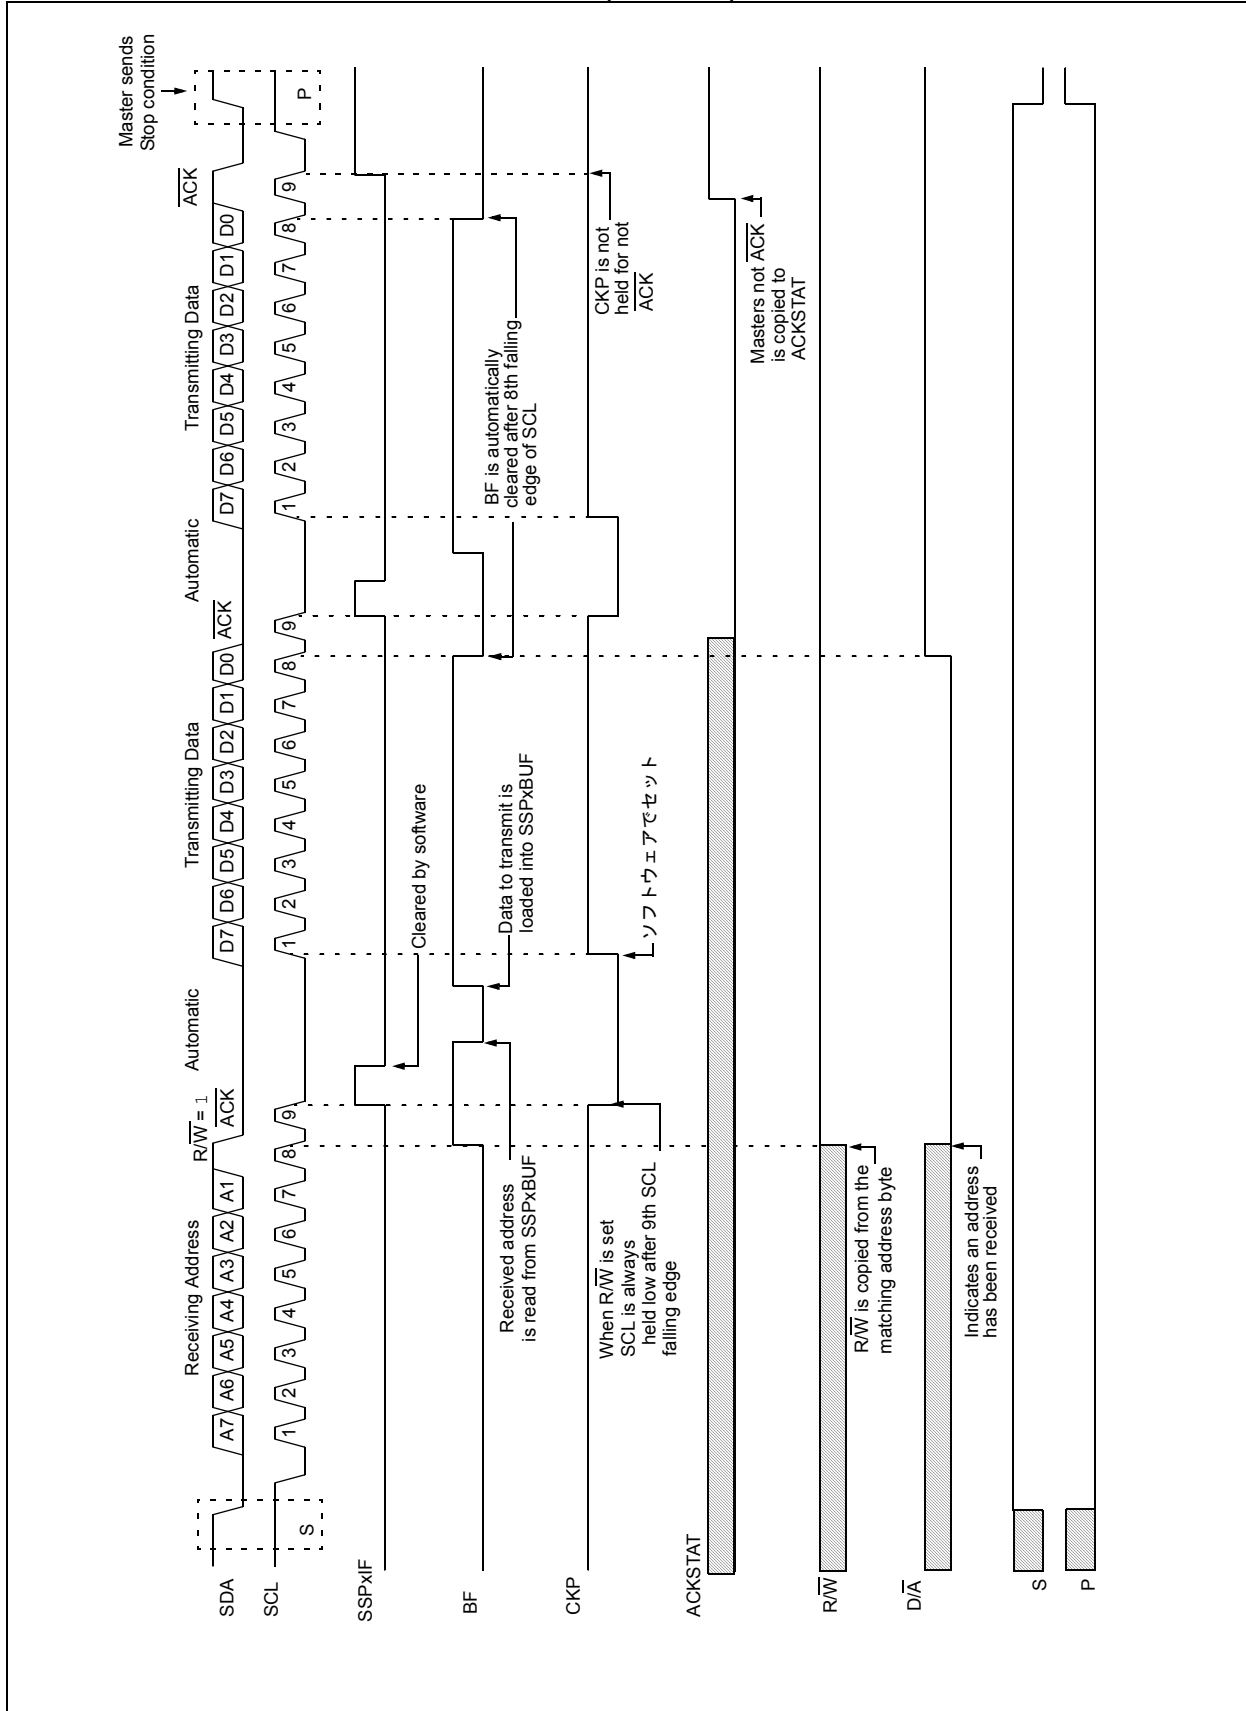 Master sends
Stop condition
Receiving Address
R/W = 1
ACK
Automatic
Transmitting Data
ACK
Automatic
Transmitting Data
ACK
SDA
A7 A6 A5 A4 A3 A2 A1
D7 D6 D5 D4 D3 D2 D1 D0
D7 D6 D5 D4 D3 D2 D1 D0
SCL
S
1 2 3 4 5 6 7 8 9
1 2 3 4 5 6 7 8 9
1 2 3 4 5 6 7 8 9
P
SSPxIF
Cleared by software
BF
Received address
is read from SSPxBUF
Data to transmit is
loaded into SSPxBUF
BF is automatically
cleared after 8th falling
edge of SCL
CKP
When R/W is set
SCL is always
held low after 9th SCL
falling edge
ソフトウェアでセット
CKP is not
held for not
ACK
ACKSTAT
Masters not ACK
is copied to
ACKSTAT
R/W
R/W is copied from the
matching address byte
D/A
Indicates an address
has been received
S
P